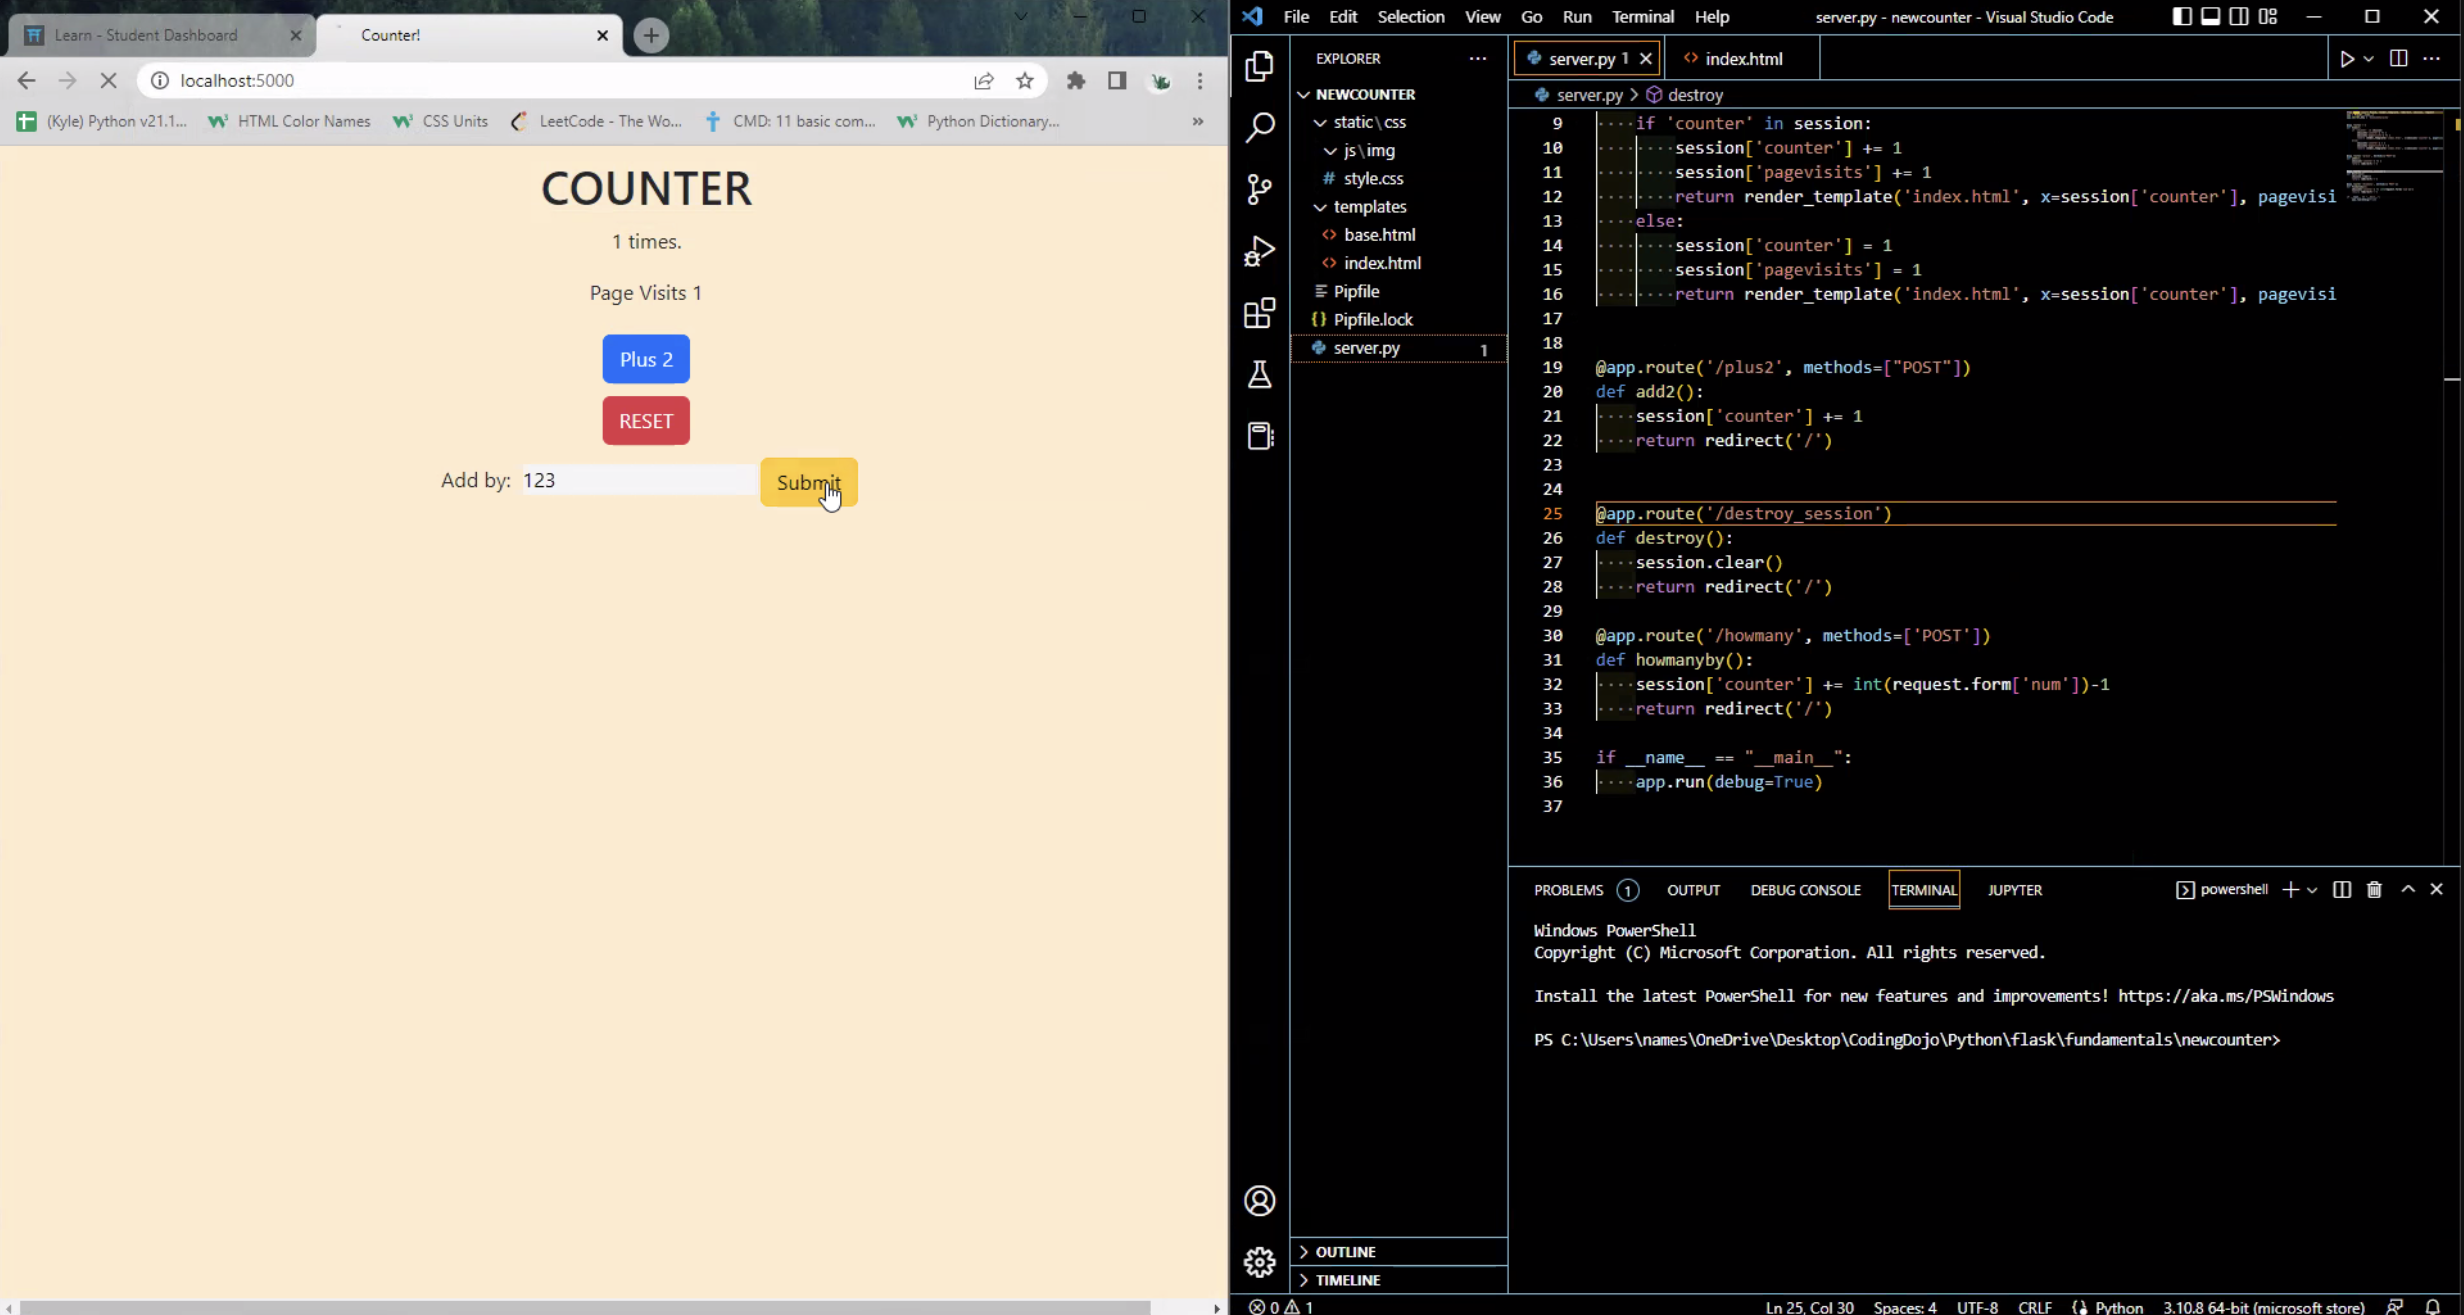 Learn - Student Dashboard
Counter!
localhost:5000
(Kyle) Python v21.1...
HTML Color Names
CSS Units
LeetCode - The Wo...
CMD: 11 basic com...
Python Dictionary...
»
COUNTER
1 times.
Page Visits 1
Plus 2
RESET
Add by: 123 Submit
File Edit Selection View Go Run Terminal Help
server.py - newcounter - Visual Studio Code
EXPLORER ...
NEWCOUNTER
static\css
js\img
# style.css
templates
<> base.html
<> index.html
Pipfile
{} Pipfile.lock
server.py 1
OUTLINE
TIMELINE
server.py 1
<> index.html
server.py > destroy
9 ····if 'counter' in session:
10 ········session['counter'] += 1
11 ········session['pagevisits'] += 1
12 ········return render_template('index.html', x=session['counter'], pagevisi
13 ····else:
14 ········session['counter'] = 1
15 ········session['pagevisits'] = 1
16 ········return render_template('index.html', x=session['counter'], pagevisi
17
18
19 @app.route('/plus2', methods=["POST"])
20 def add2():
21 ····session['counter'] += 1
22 ····return redirect('/')
23
24
25 @app.route('/destroy_session')
26 def destroy():
27 ····session.clear()
28 ····return redirect('/')
29
30 @app.route('/howmany', methods=['POST'])
31 def howmanyby():
32 ····session['counter'] += int(request.form['num'])-1
33 ····return redirect('/')
34
35 if __name__ == "__main__":
36 ····app.run(debug=True)
37
PROBLEMS 1 OUTPUT DEBUG CONSOLE TERMINAL JUPYTER
powershell
Windows PowerShell
Copyright (C) Microsoft Corporation. All rights reserved.
Install the latest PowerShell for new features and improvements! https://aka.ms/PSWindows
PS C:\Users\names\OneDrive\Desktop\CodingDojo\Python\flask\fundamentals\newcounter>
0 1
Ln 25, Col 30 Spaces: 4 UTF-8 CRLF Python 3.10.8 64-bit (microsoft store)